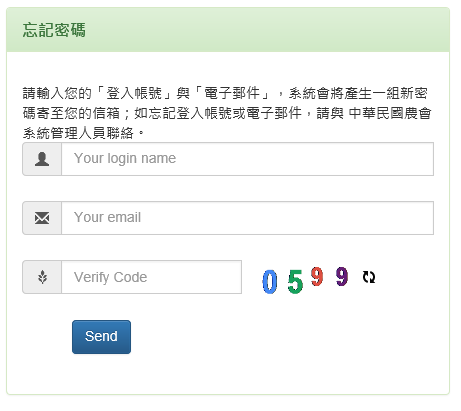 忘記密碼
請輸入您的「登入帳號」與「電子郵件」，系統會將產生一組新密
碼寄至您的信箱；如忘記登入帳號或電子郵件，請與 中華民國農會
系統管理人員聯絡。
Your login name
Your email
Verify Code
0599
Send